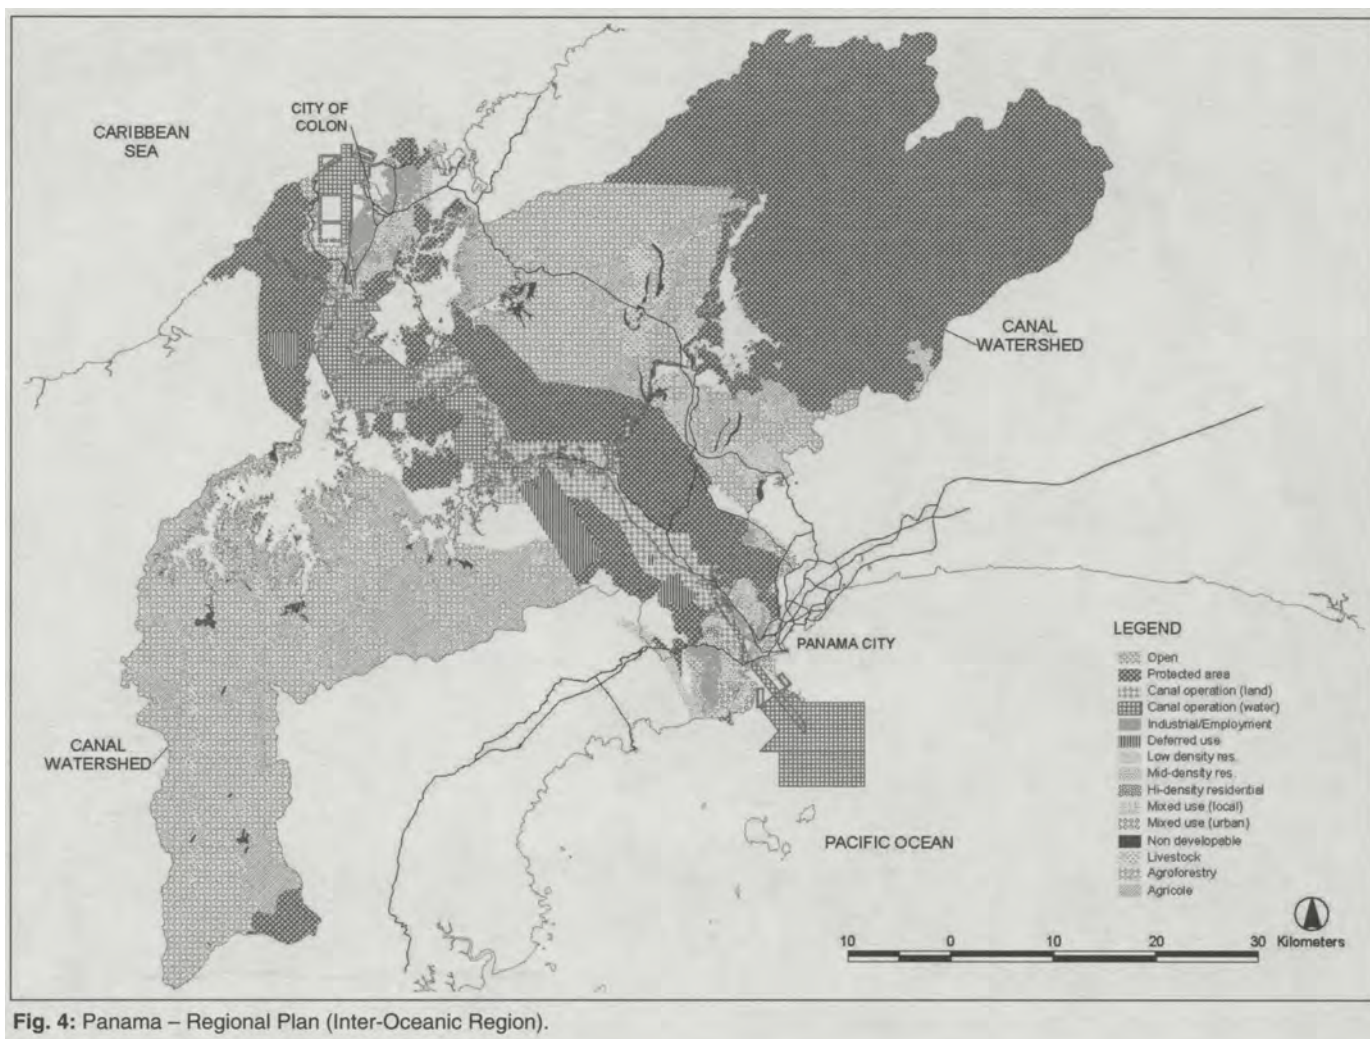 CARIBBEAN
SEA
CITY OF
COLON
CANAL
WATERSHED
PANAMA CITY
CANAL
WATERSHED
PACIFIC OCEAN
LEGEND
Open
Protected area
Canal operation (land)
Canal operation (water)
Industrial/Employment
Deferred use
Low density res.
Mid-density res.
Hi-density residential
Mixed use (local)
Mixed use (urban)
Non developable
Livestock
Agroforestry
Agricole
10 0 10 20 30 Kilometers
Fig. 4: Panama – Regional Plan (Inter-Oceanic Region).